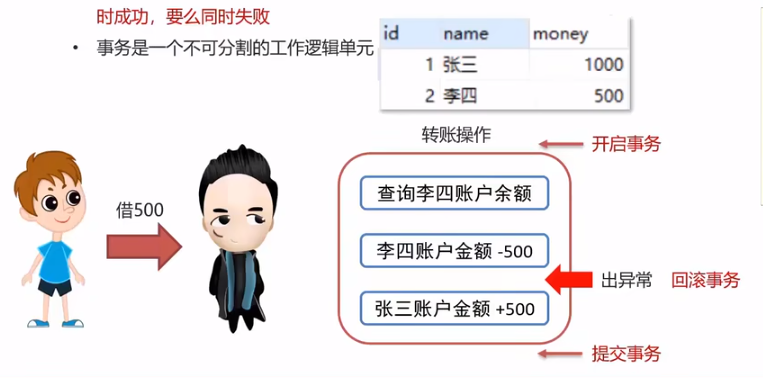 时成功，要么同时失败
• 事务是一个不可分割的工作逻辑单元
id name money
1 张三 1000
2 李四 500
转账操作
开启事务
查询李四账户余额
借500
李四账户金额 -500
出异常 回滚事务
张三账户金额 +500
提交事务